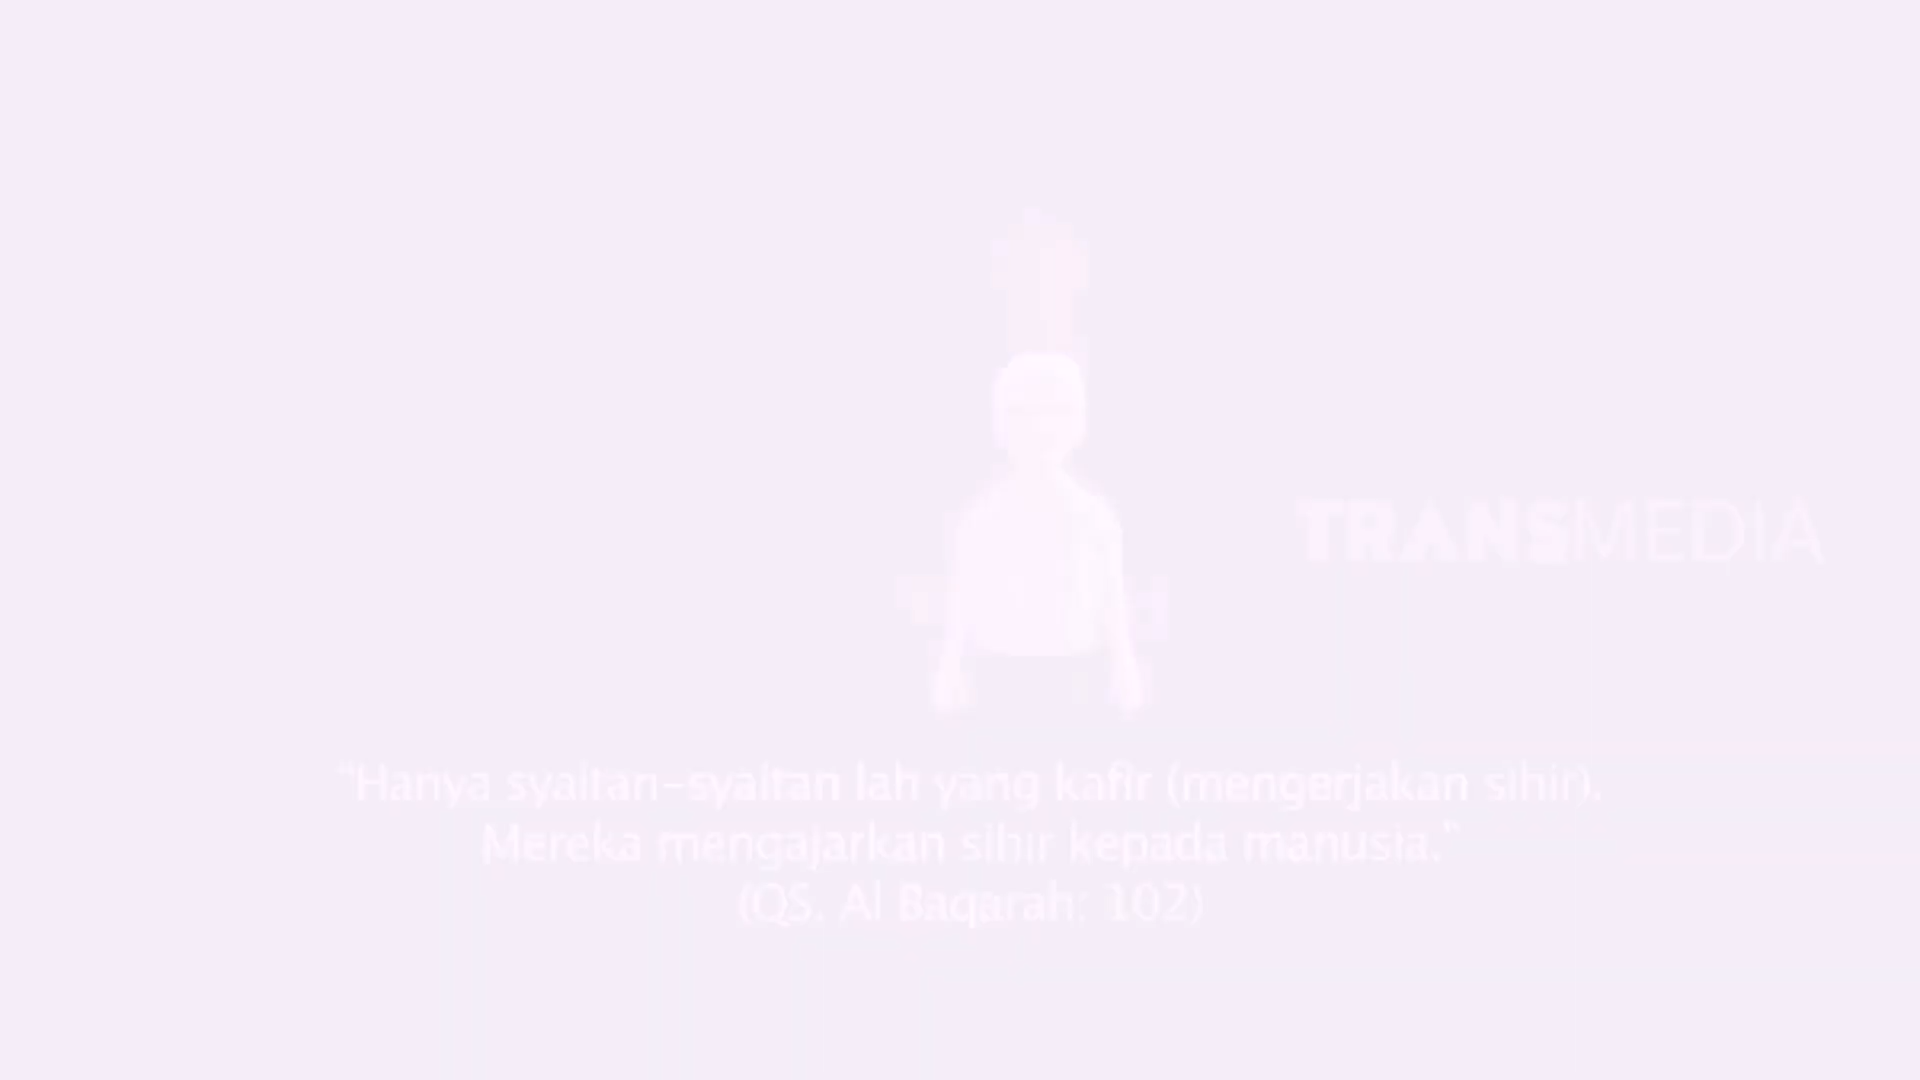 TRANSMEDIA
"Hanya syaitan-syaitan lah yang kafir (mengerjakan sihir).
Mereka mengajarkan sihir kepada manusia."
(QS. Al Baqarah: 102)